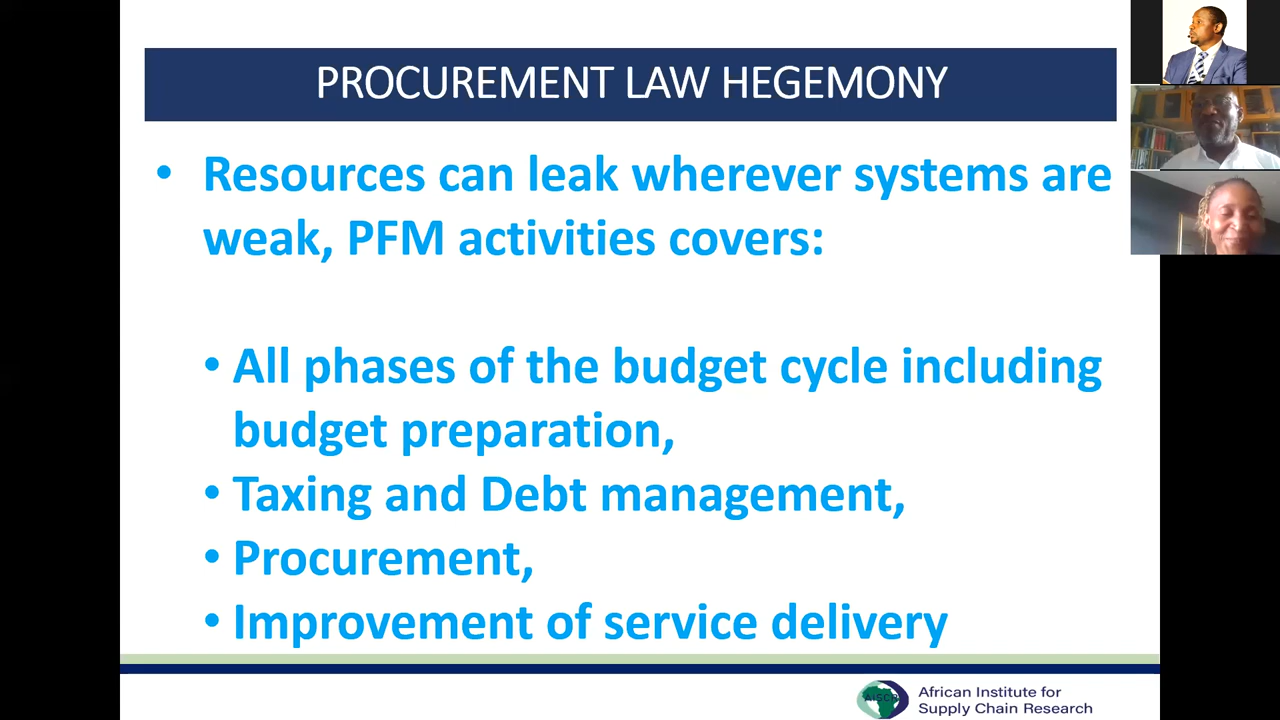 PROCUREMENT LAW HEGEMONY
• Resources can leak wherever systems are
weak, PFM activities covers:
• All phases of the budget cycle including
budget preparation,
• Taxing and Debt management,
• Procurement,
• Improvement of service delivery
AISCR
African Institute for
Supply Chain Research